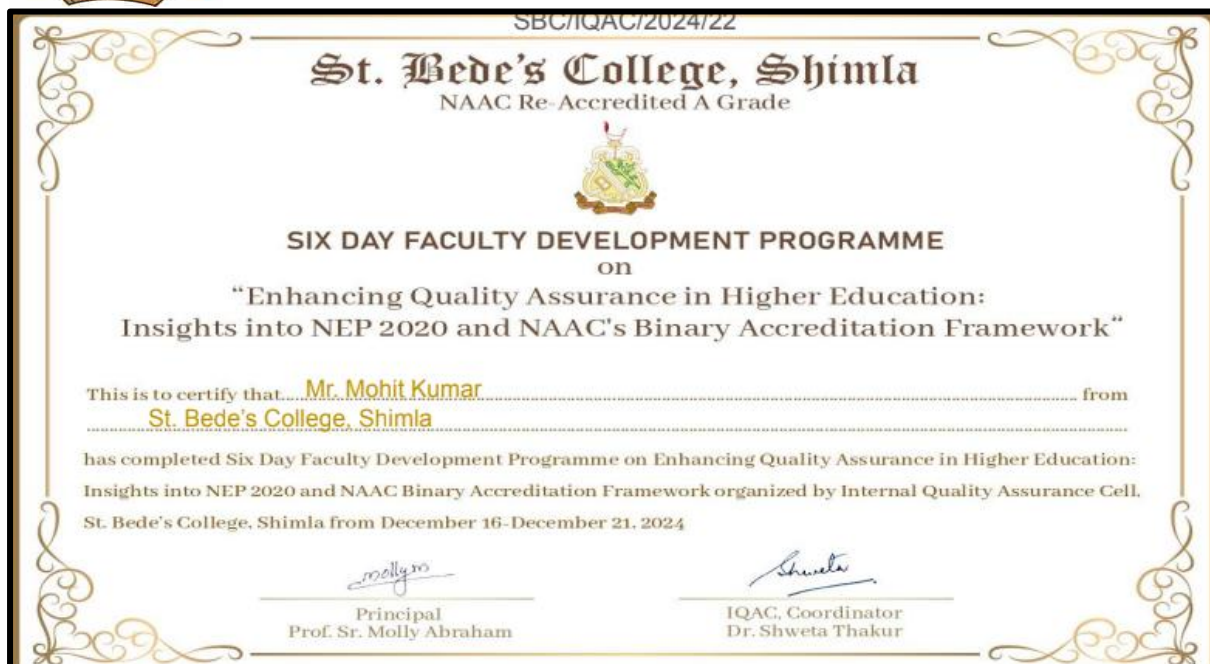 SBC/IQAC/2024/22
St. Bede's College, Shimla
NAAC Re-Accredited A Grade
SIX DAY FACULTY DEVELOPMENT PROGRAMME
on
“Enhancing Quality Assurance in Higher Education:
Insights into NEP 2020 and NAAC's Binary Accreditation Framework“
This is to certify that.....Mr. Mohit Kumar..... from
St. Bede's College, Shimla
has completed Six Day Faculty Development Programme on Enhancing Quality Assurance in Higher Education:
Insights into NEP 2020 and NAAC Binary Accreditation Framework organized by Internal Quality Assurance Cell,
St. Bede's College, Shimla from December 16-December 21, 2024
mollym Shweta
Principal IQAC, Coordinator
Prof. Sr. Molly Abraham Dr. Shweta Thakur